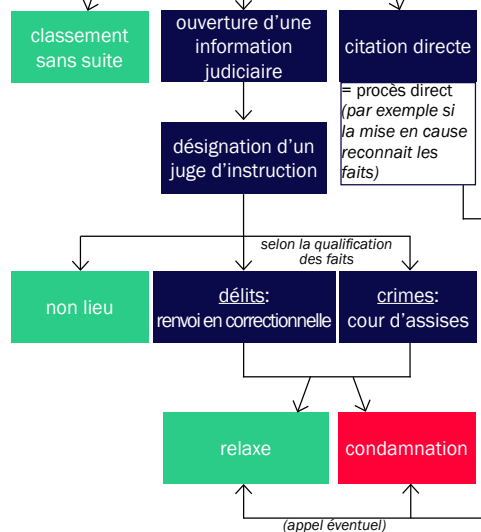 classement
sans suite
ouverture d'une
information
judiciaire
citation directe
= procès direct
(par exemple si
la mise en cause
reconnait les
faits)
désignation d'un
juge d'instruction
selon la qualification
des faits
non lieu
délits:
renvoi en correctionnelle
crimes:
cour d'assises
relaxe
condamnation
(appel éventuel)